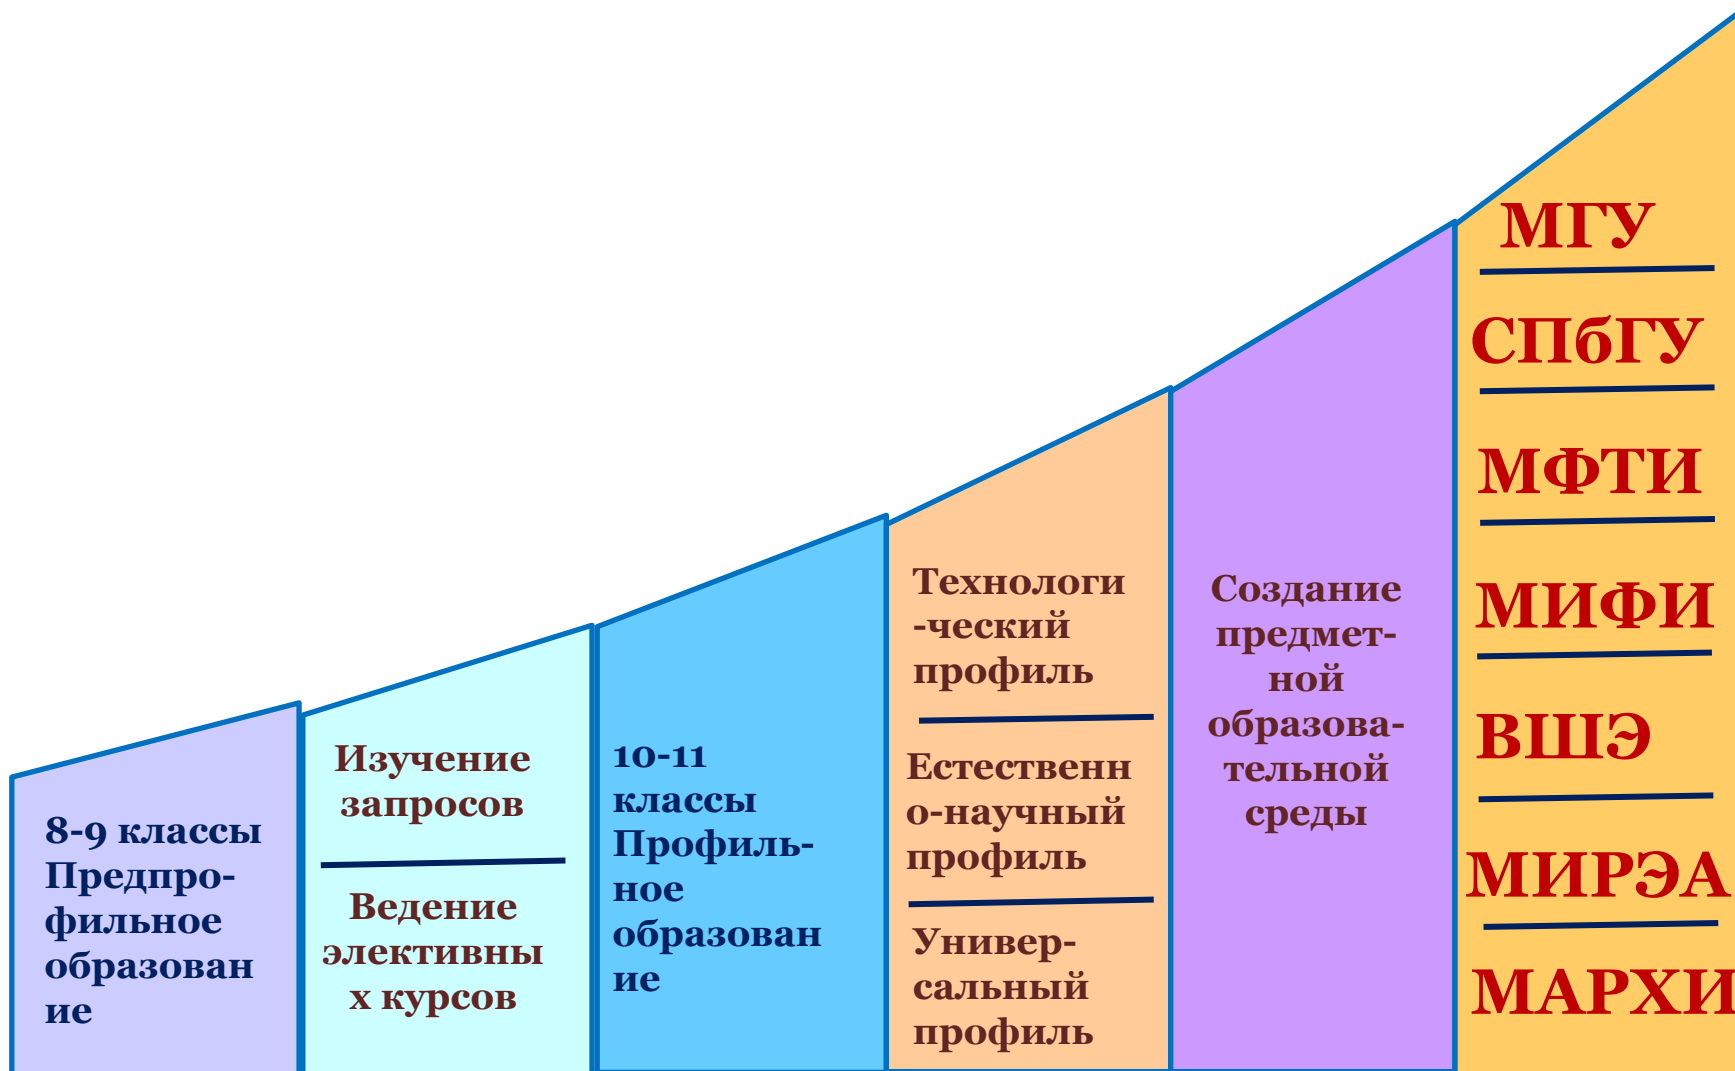 8-9 классы
Предпро-
фильное
образован
ие
Изучение
запросов
Ведение
элективны
х курсов
10-11
классы
Профиль-
ное
образован
ие
Технологи
-ческий
профиль
Естественн
о-научный
профиль
Универ-
сальный
профиль
Создание
предмет-
ной
образова-
тельной
среды
МГУ
СПбГУ
МФТИ
МИФИ
ВШЭ
МИРЭА
МАРХИ